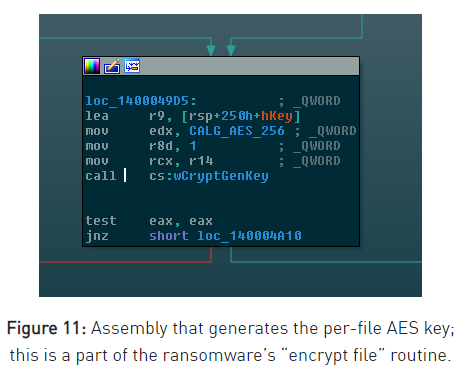 loc_1400049D5: ; _QWORD
lea r9, [rsp+250h+hKey]
mov edx, CALG_AES_256 ; _QWORD
mov r8d, 1 ; _QWORD
mov rcx, r14 ; _QWORD
call cs:wCryptGenKey
test eax, eax
jnz short loc_140004A10
Figure 11: Assembly that generates the per-file AES key;
this is a part of the ransomware’s “encrypt file” routine.